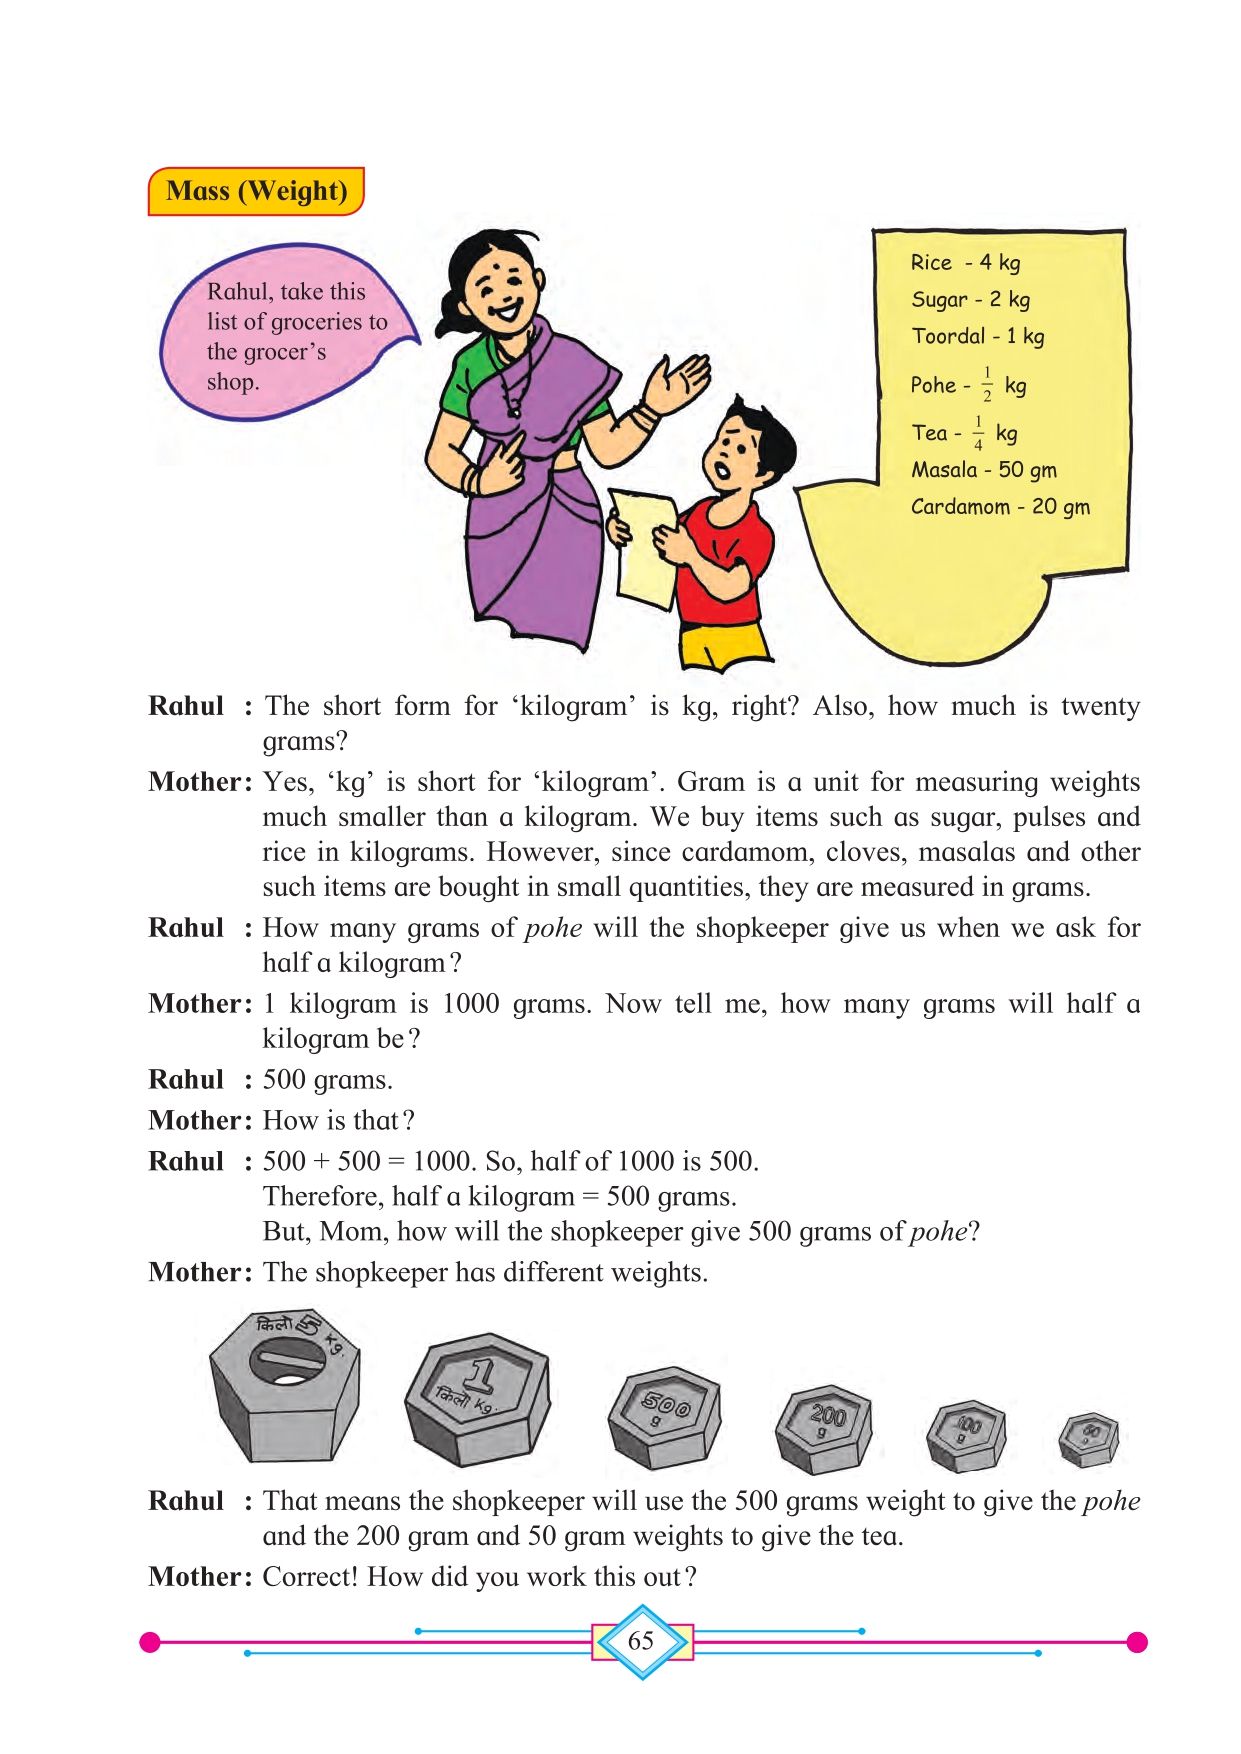 Mass (Weight)
Rahul, take this
list of groceries to
the grocer's
shop.
Rice - 4 kg
Sugar - 2 kg
Toordal - 1 kg
Pohe - 1/2 kg
Tea - 1/4 kg
Masala - 50 gm
Cardamom - 20 gm
Rahul : The short form for ‘kilogram’ is kg, right? Also, how much is twenty
grams?
Mother: Yes, ‘kg’ is short for ‘kilogram’. Gram is a unit for measuring weights
much smaller than a kilogram. We buy items such as sugar, pulses and
rice in kilograms. However, since cardamom, cloves, masalas and other
such items are bought in small quantities, they are measured in grams.
Rahul : How many grams of pohe will the shopkeeper give us when we ask for
half a kilogram?
Mother: 1 kilogram is 1000 grams. Now tell me, how many grams will half a
kilogram be?
Rahul : 500 grams.
Mother: How is that?
Rahul : 500 + 500 = 1000. So, half of 1000 is 500.
Therefore, half a kilogram = 500 grams.
But, Mom, how will the shopkeeper give 500 grams of pohe?
Mother: The shopkeeper has different weights.
किलो 5 kg.
1
किलो kg.
500
g
200
g
100
g
50
g
Rahul : That means the shopkeeper will use the 500 grams weight to give the pohe
and the 200 gram and 50 gram weights to give the tea.
Mother: Correct! How did you work this out?
65